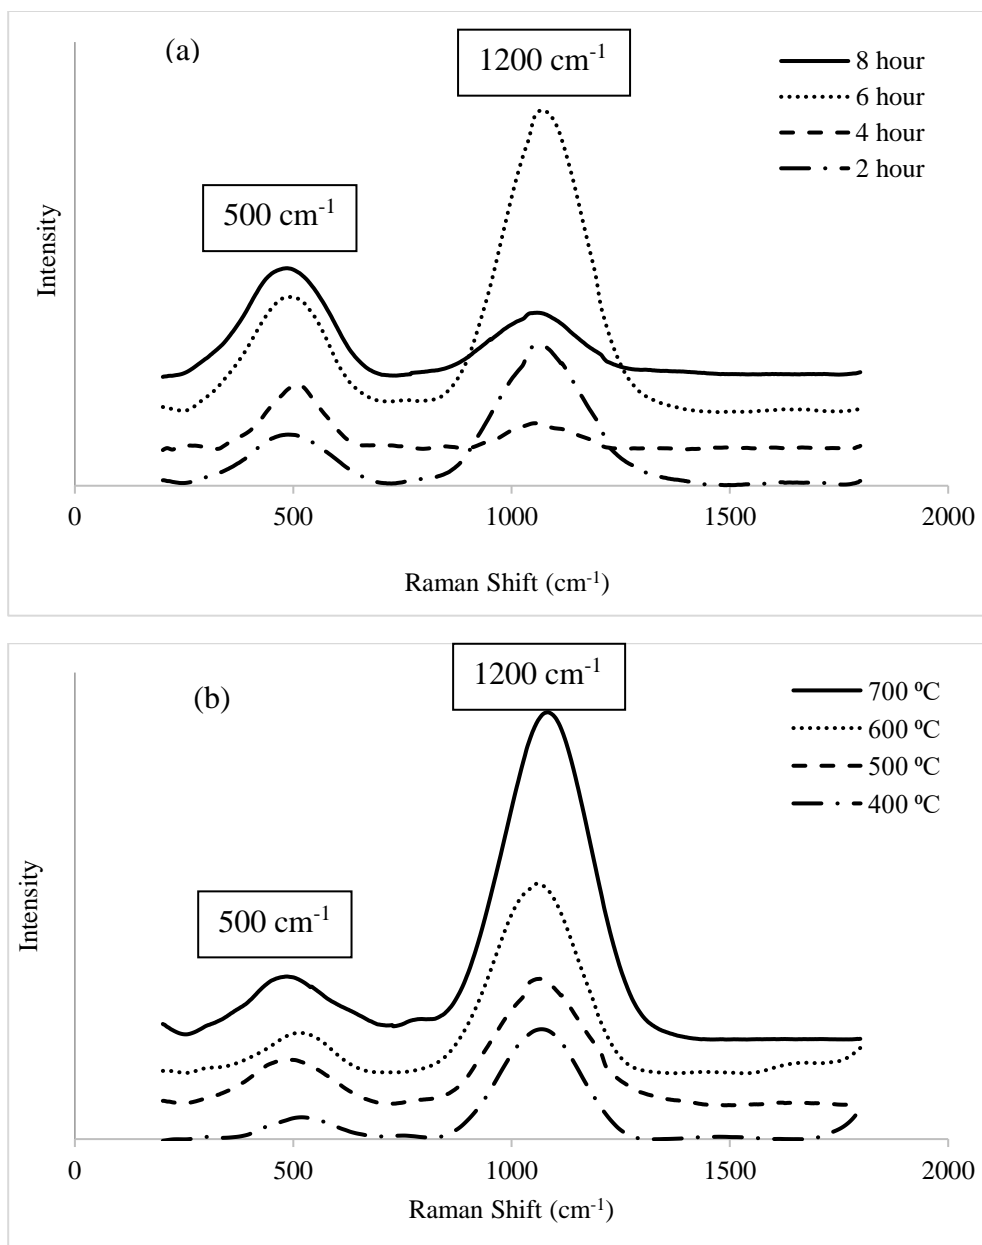 (a)
1200 cm-1
8 hour
6 hour
4 hour
2 hour
500 cm-1
Intensity
0 500 1000 1500 2000
Raman Shift (cm-1)
1200 cm-1
(b)
700 ºC
600 ºC
500 ºC
400 ºC
500 cm-1
Intensity
0 500 1000 1500 2000
Raman Shift (cm-1)